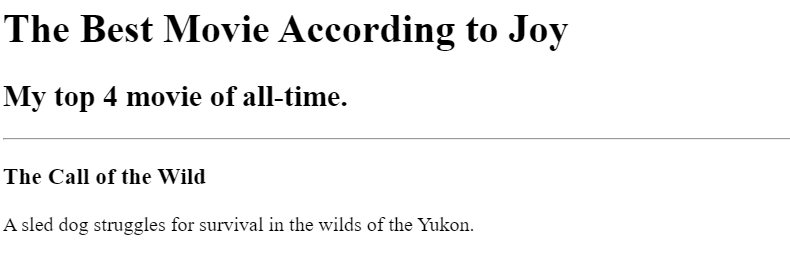 The Best Movie According to Joy
My top 4 movie of all-time.
The Call of the Wild
A sled dog struggles for survival in the wilds of the Yukon.